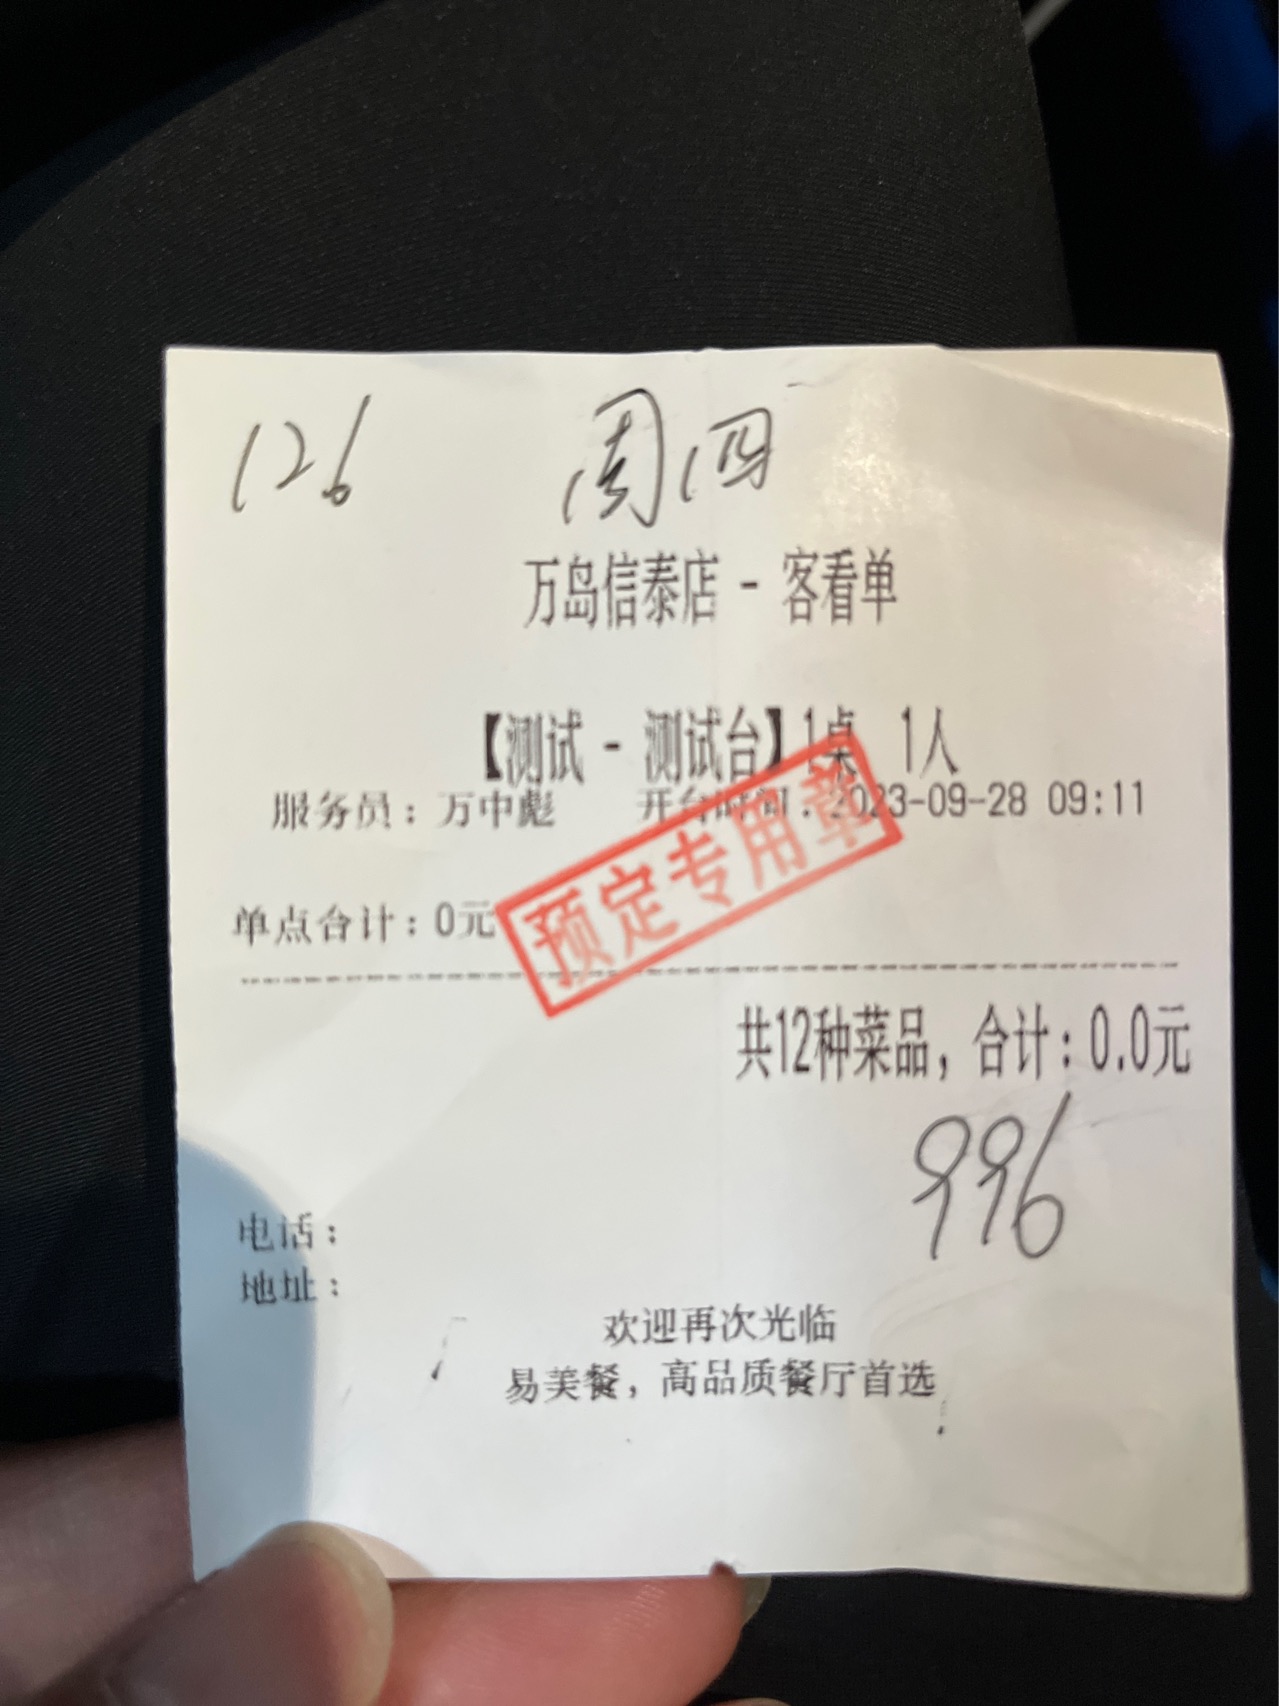 126 周四
万岛信泰店 - 客看单
【测试 - 测试台】1桌 1人
服务员：万中彪 开台时间：2023-09-28 09:11
预定专用章
单点合计：0元
共12种菜品，合计：0.0元
996
电话：
地址：
欢迎再次光临
易美餐，高品质餐厅首选